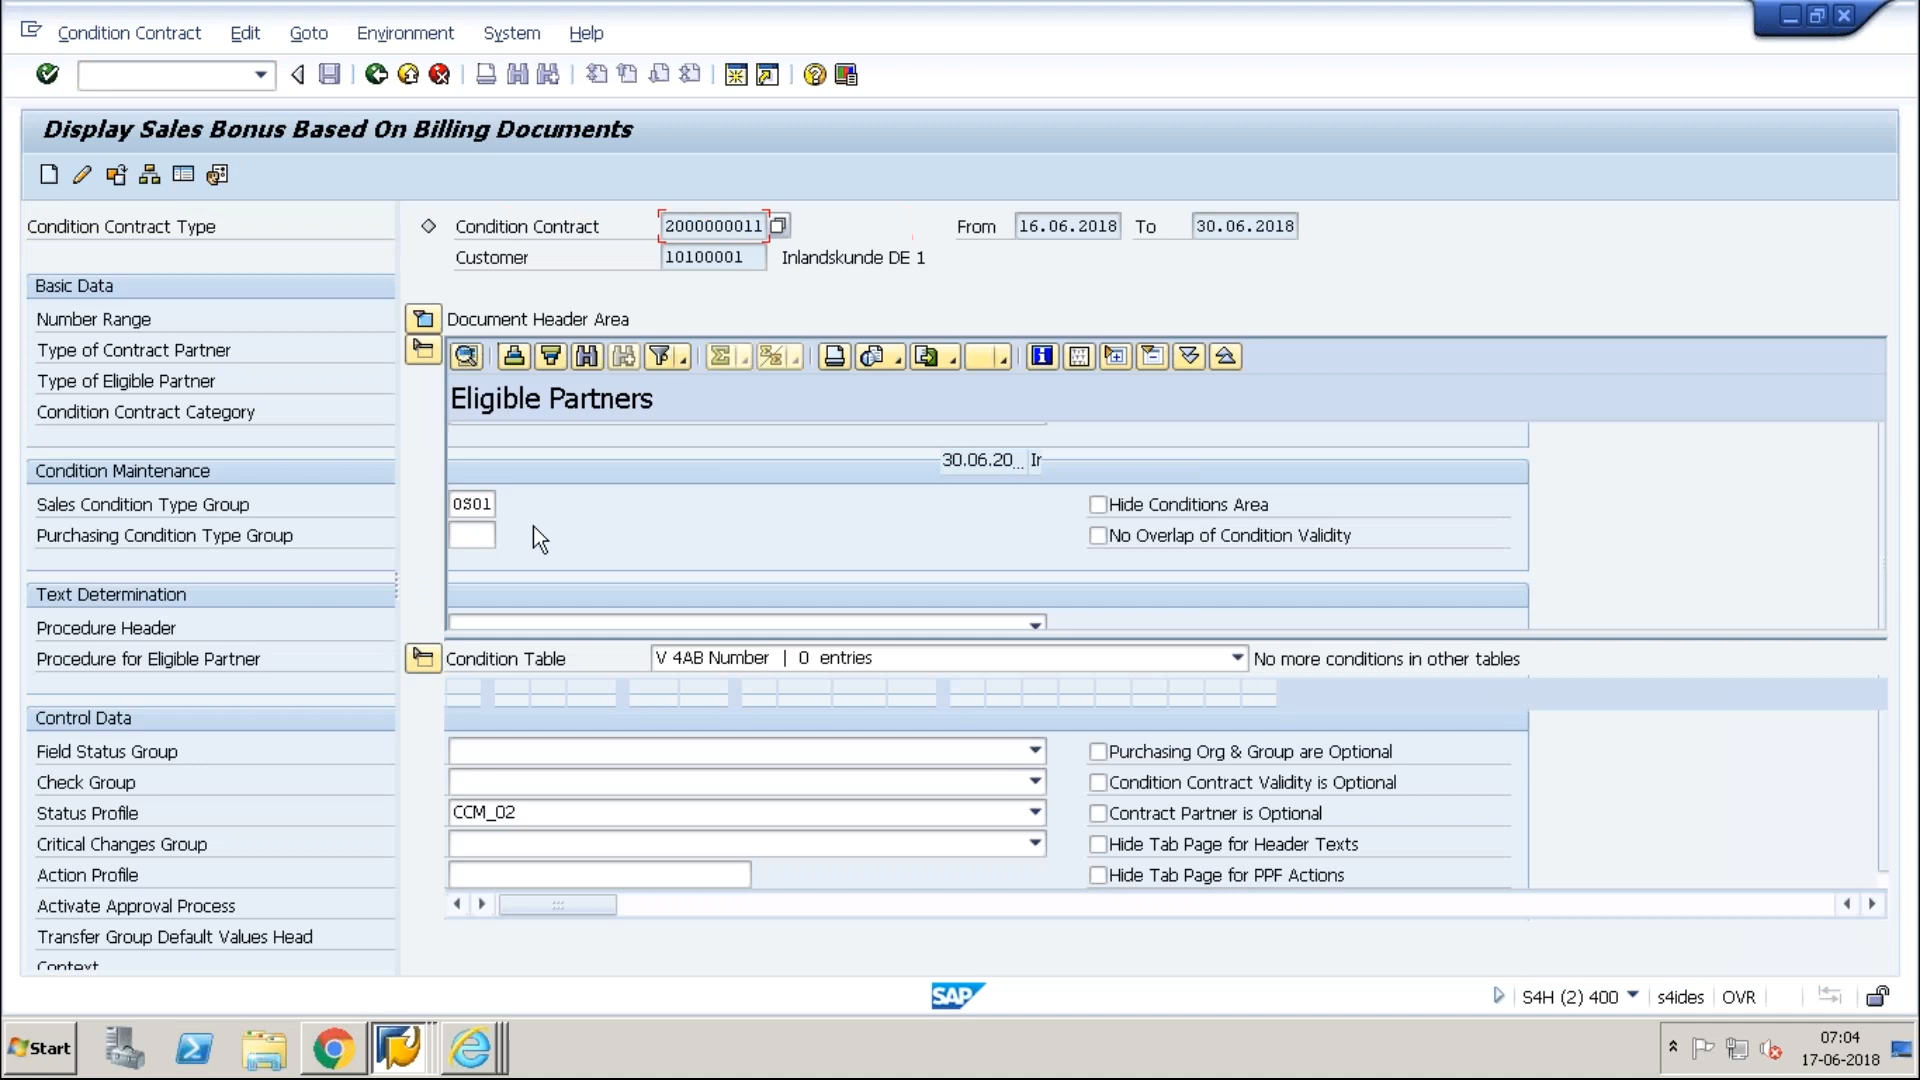 Condition Contract Edit Goto Environment System Help
Display Sales Bonus Based On Billing Documents
Condition Contract Type
Condition Contract 2000000011 From 16.06.2018 To 30.06.2018
Customer 10100001 Inlandskunde DE 1
Basic Data
Number Range
Type of Contract Partner
Type of Eligible Partner
Condition Contract Category
Document Header Area
Eligible Partners
30.06.20... Ir
Condition Maintenance
Sales Condition Type Group 0S01 Hide Conditions Area
Purchasing Condition Type Group No Overlap of Condition Validity
Text Determination
Procedure Header
Procedure for Eligible Partner
Condition Table V 4AB Number | 0 entries No more conditions in other tables
Control Data
Field Status Group Purchasing Org & Group are Optional
Check Group Condition Contract Validity is Optional
Status Profile CCM_02 Contract Partner is Optional
Critical Changes Group Hide Tab Page for Header Texts
Action Profile Hide Tab Page for PPF Actions
Activate Approval Process
Transfer Group Default Values Head
Context
SAP
S4H (2) 400 s4ides OVR
Start
07:04
17-06-2018